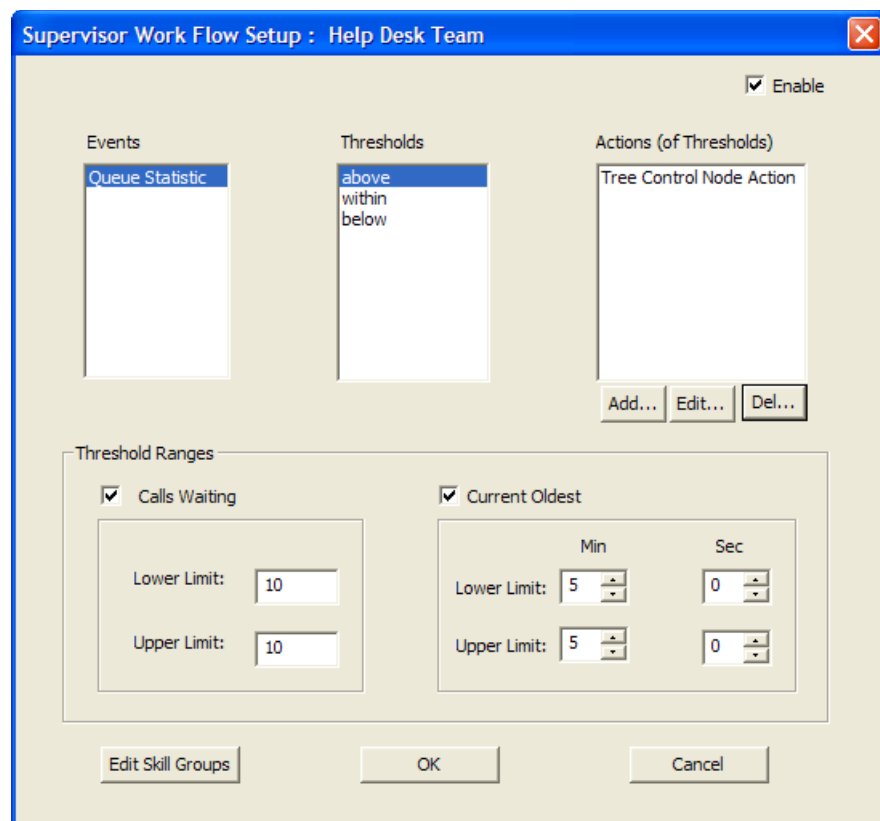 Supervisor Work Flow Setup : Help Desk Team
Enable
Events
Thresholds
Actions (of Thresholds)
Queue Statistic
above
within
below
Tree Control Node Action
Add... Edit... Del...
Threshold Ranges
Calls Waiting
Current Oldest
Min Sec
Lower Limit: 10
Lower Limit: 5 0
Upper Limit: 10
Upper Limit: 5 0
Edit Skill Groups
OK
Cancel